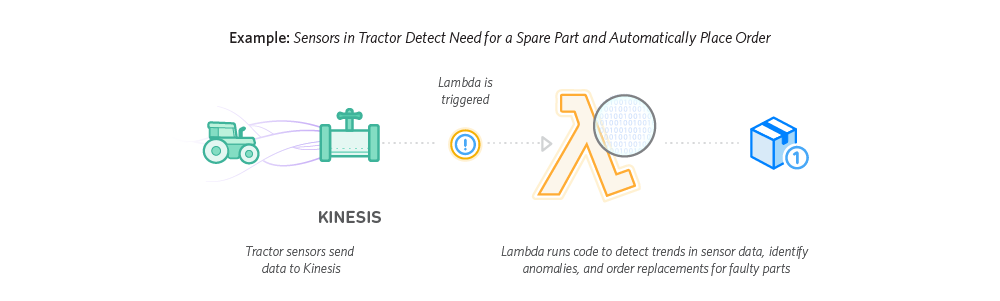 Example: Sensors in Tractor Detect Need for a Spare Part and Automatically Place Order
Lambda is
triggered
1
KINESIS
Tractor sensors send
data to Kinesis
Lambda runs code to detect trends in sensor data, identify
anomalies, and order replacements for faulty parts